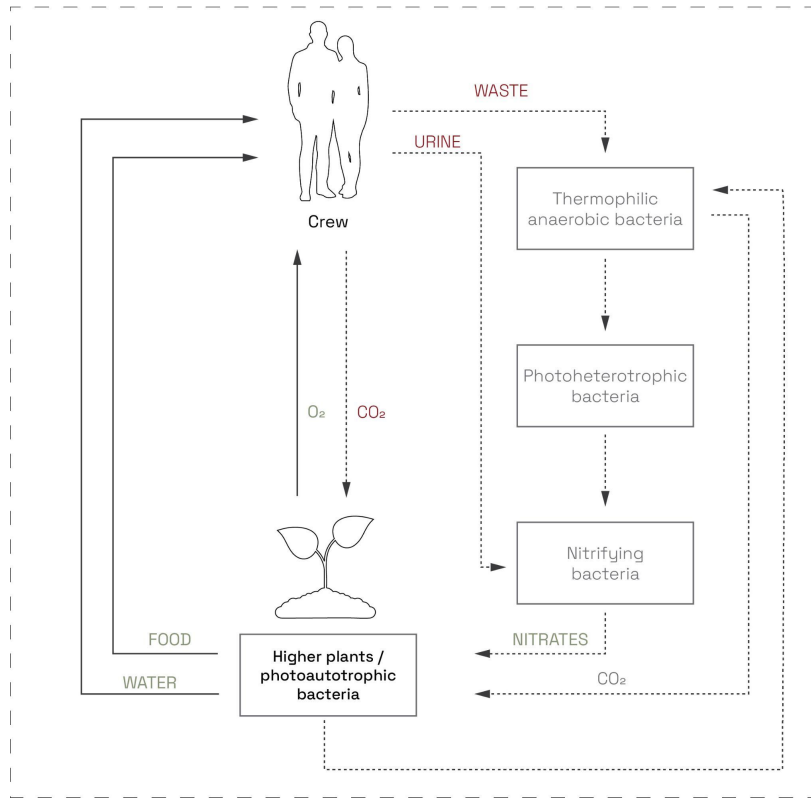 WASTE
URINE
Thermophilic
anaerobic bacteria
Crew
Photoheterotrophic
bacteria
O₂
CO₂
Nitrifying
bacteria
FOOD
NITRATES
Higher plants /
photoautotrophic
bacteria
WATER
CO₂